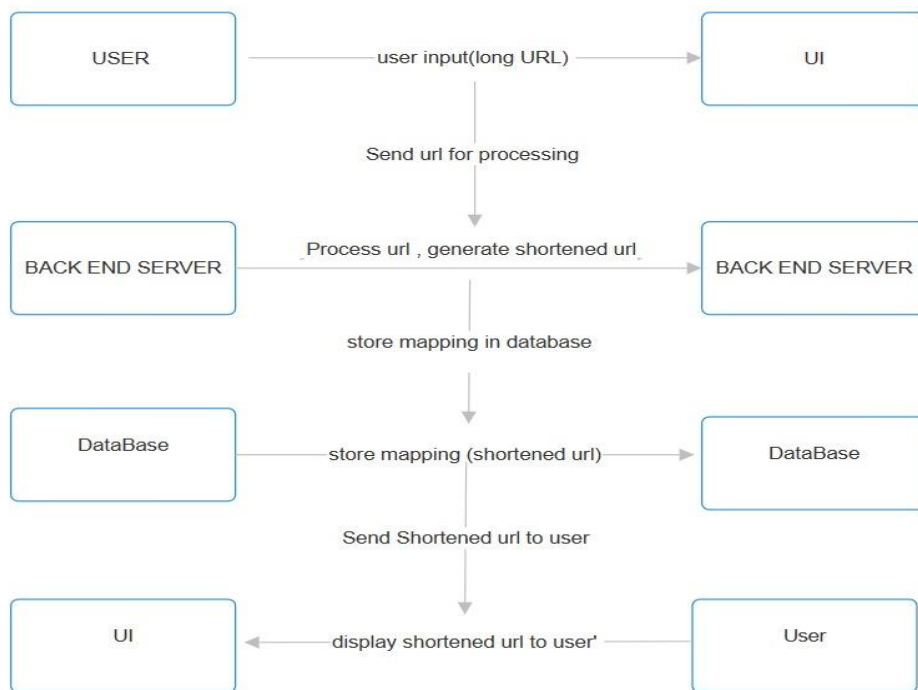 USER
user input(long URL)
UI
Send url for processing
BACK END SERVER
Process url , generate shortened url
BACK END SERVER
store mapping in database
DataBase
store mapping (shortened url)
DataBase
Send Shortened url to user
UI
display shortened url to user'
User